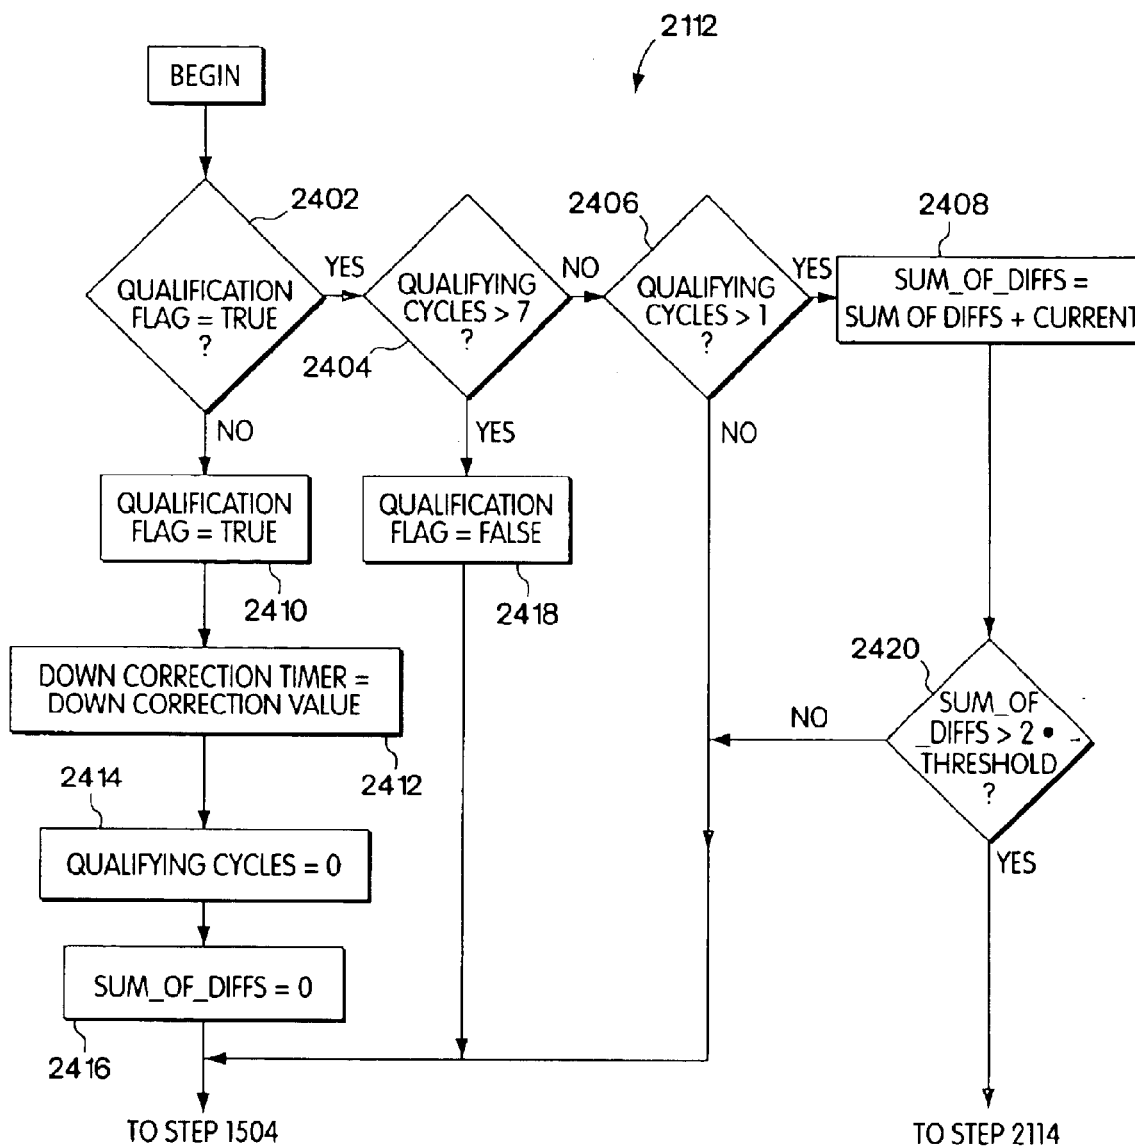 2112
BEGIN
2402
QUALIFICATION
FLAG = TRUE
?
YES
NO
2404
QUALIFYING
CYCLES > 7
?
NO
YES
2406
QUALIFYING
CYCLES > 1
?
YES
NO
2408
SUM_OF_DIFFS =
SUM OF DIFFS + CURRENT
QUALIFICATION
FLAG = TRUE
2410
QUALIFICATION
FLAG = FALSE
2418
DOWN CORRECTION TIMER =
DOWN CORRECTION VALUE
2412
2420
SUM_OF
_DIFFS > 2 •
THRESHOLD
?
NO
YES
2414
QUALIFYING CYCLES = 0
SUM_OF_DIFFS = 0
2416
TO STEP 1504
TO STEP 2114